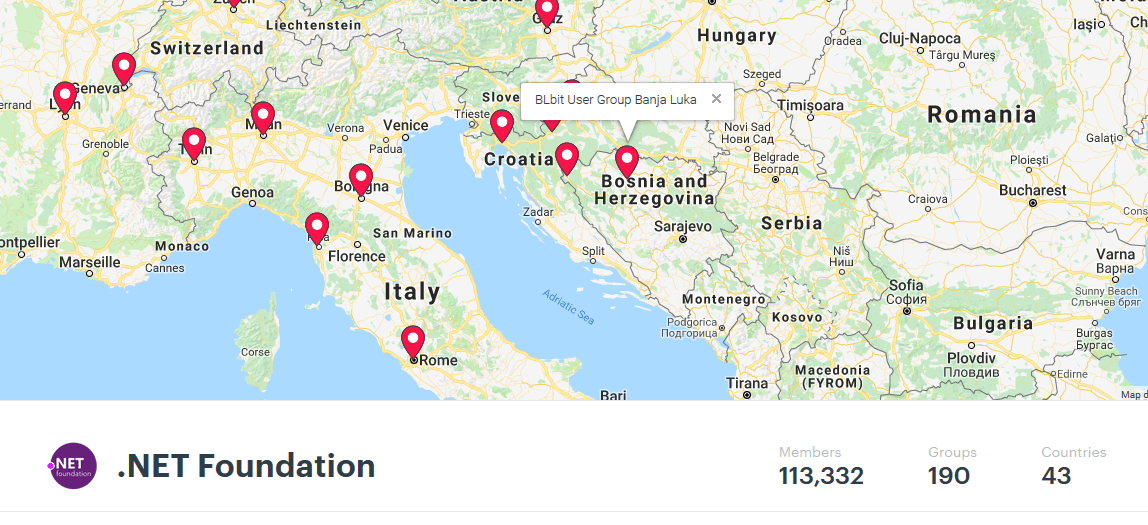 Liechtenstein
Switzerland
Graz
Hungary
Oradea
Cluj-Napoca
Târgu Mureș
Iași
Geneva
Lyon
Milan
Verona
Venice
Padua
Trieste
Slove
BLbit User Group Banja Luka
Szeged
Timișoara
Romania
Grenoble
Turin
Croatia
Novi Sad
Нови Сад
Belgrade
Београд
Galați
Ploiești
Bologna
Bosnia and
Herzegovina
Craiova
Bucharest
Genoa
Zadar
Sarajevo
Serbia
ontpellier
Marseille
Monaco
Cannes
San Marino
Florence
Split
Niš
Ниш
Varna
Варна
Italy
Adriatic Sea
Montenegro
Kosovo
Sofia
София
Sunny Beach
Слънчев бряг
Podgorica
Подгорица
Bulgaria
Burgas
Бургас
Corse
Rome
Plovdiv
Пловдив
Macedonia
(FYROM)
Edirne
Tirana
Bari
Map d
.NET
foundation
.NET Foundation
Members
Groups
Countries
113,332
190
43